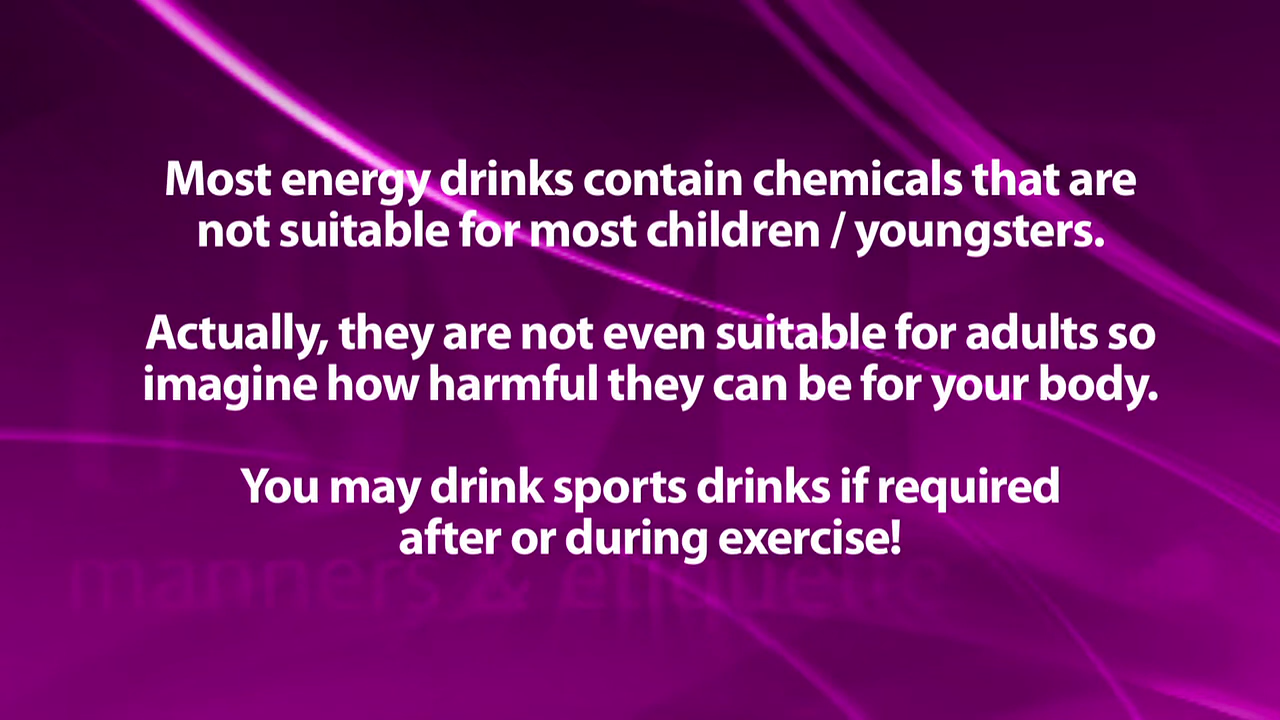 Most energy drinks contain chemicals that are
not suitable for most children / youngsters.
Actually, they are not even suitable for adults so
imagine how harmful they can be for your body.
You may drink sports drinks if required
after or during exercise!
manners & etiquette